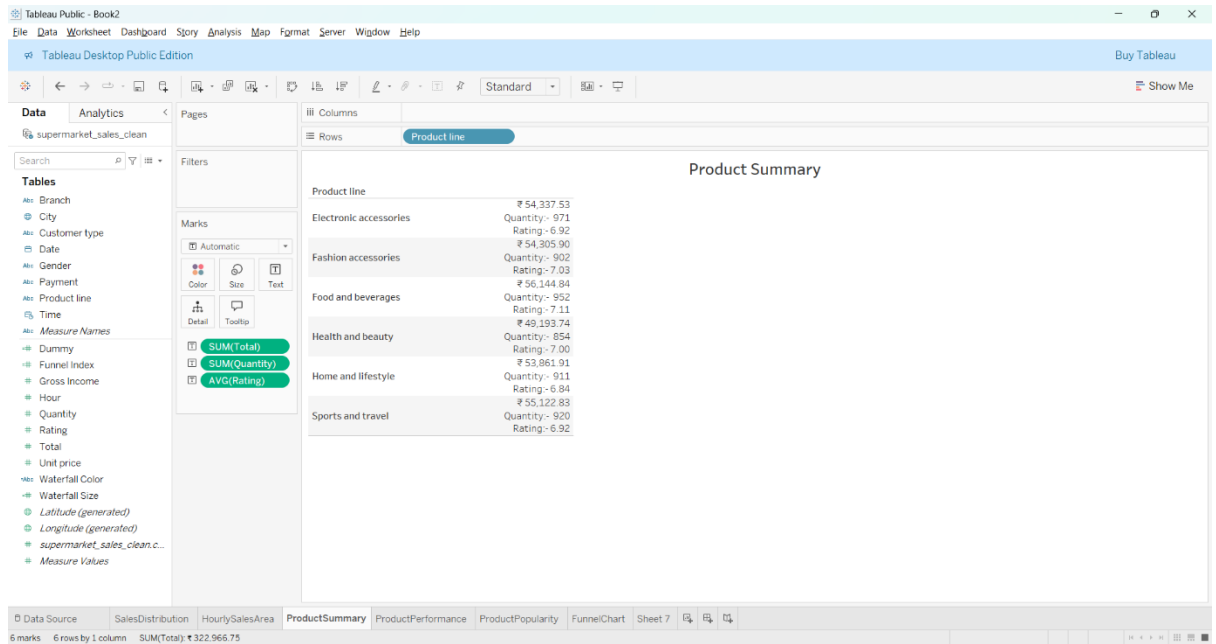 Tableau Public - Book2
File Data Worksheet Dashboard Story Analysis Map Format Server Window Help
Tableau Desktop Public Edition
Buy Tableau
Standard
Show Me
Data
Analytics
supermarket_sales_clean
Search
Tables
Abc Branch
City
Abc Customer type
Date
Abc Gender
Abc Payment
Abc Product line
Time
Abc Measure Names
=# Dummy
=# Funnel Index
# Gross Income
# Hour
# Quantity
# Rating
# Total
# Unit price
=Abc Waterfall Color
=# Waterfall Size
Latitude (generated)
Longitude (generated)
# supermarket_sales_clean.c...
# Measure Values
Pages
Filters
Marks
T Automatic
Color
Size
T
Text
Detail
Tooltip
T SUM(Total)
T SUM(Quantity)
T AVG(Rating)
iii Columns
Rows
Product line
Product Summary
Product line
Electronic accessories
₹ 54,337.53
Quantity:- 971
Rating:- 6.92
Fashion accessories
₹ 54,305.90
Quantity:- 902
Rating:- 7.03
Food and beverages
₹ 56,144.84
Quantity:- 952
Rating:- 7.11
Health and beauty
₹ 49,193.74
Quantity:- 854
Rating:- 7.00
Home and lifestyle
₹ 53,861.91
Quantity:- 911
Rating:- 6.84
Sports and travel
₹ 55,122.83
Quantity:- 920
Rating:- 6.92
Data Source
SalesDistribution
HourlySalesArea
ProductSummary
ProductPerformance
ProductPopularity
FunnelChart
Sheet 7
6 marks 6 rows by 1 column SUM(Total): ₹ 322,966.75